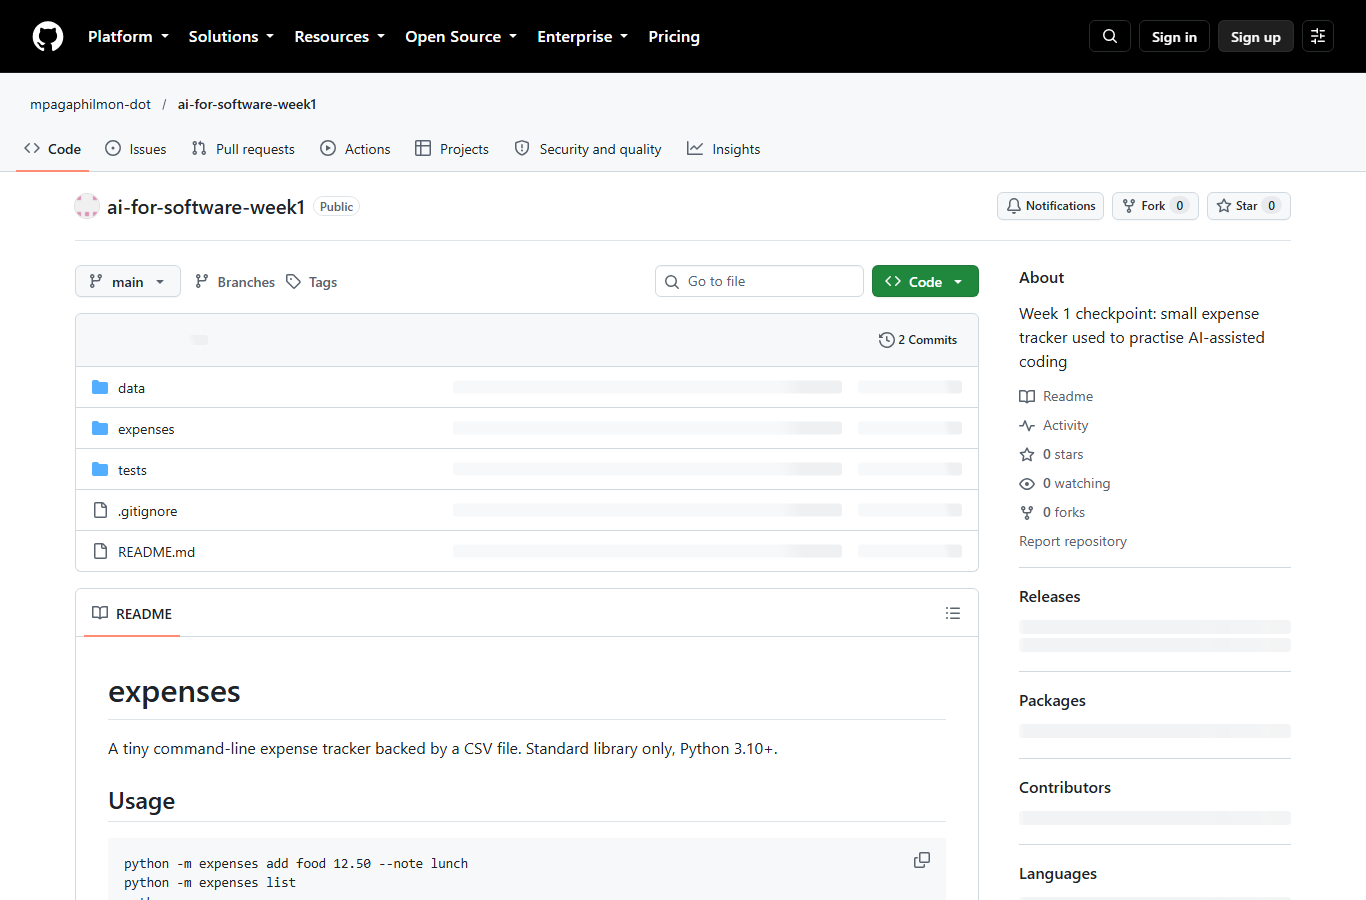 Platform
Solutions
Resources
Open Source
Enterprise
Pricing
Sign in
Sign up
mpagaphilmon-dot / ai-for-software-week1
Code
Issues
Pull requests
Actions
Projects
Security and quality
Insights
ai-for-software-week1
Public
Notifications
Fork 0
Star 0
main
Branches
Tags
Go to file
Code
2 Commits
data
expenses
tests
.gitignore
README.md
README
expenses
A tiny command-line expense tracker backed by a CSV file. Standard library only, Python 3.10+.
Usage
python -m expenses add food 12.50 --note lunch
python -m expenses list
About
Week 1 checkpoint: small expense
tracker used to practise AI-assisted
coding
Readme
Activity
0 stars
0 watching
0 forks
Report repository
Releases
Packages
Contributors
Languages